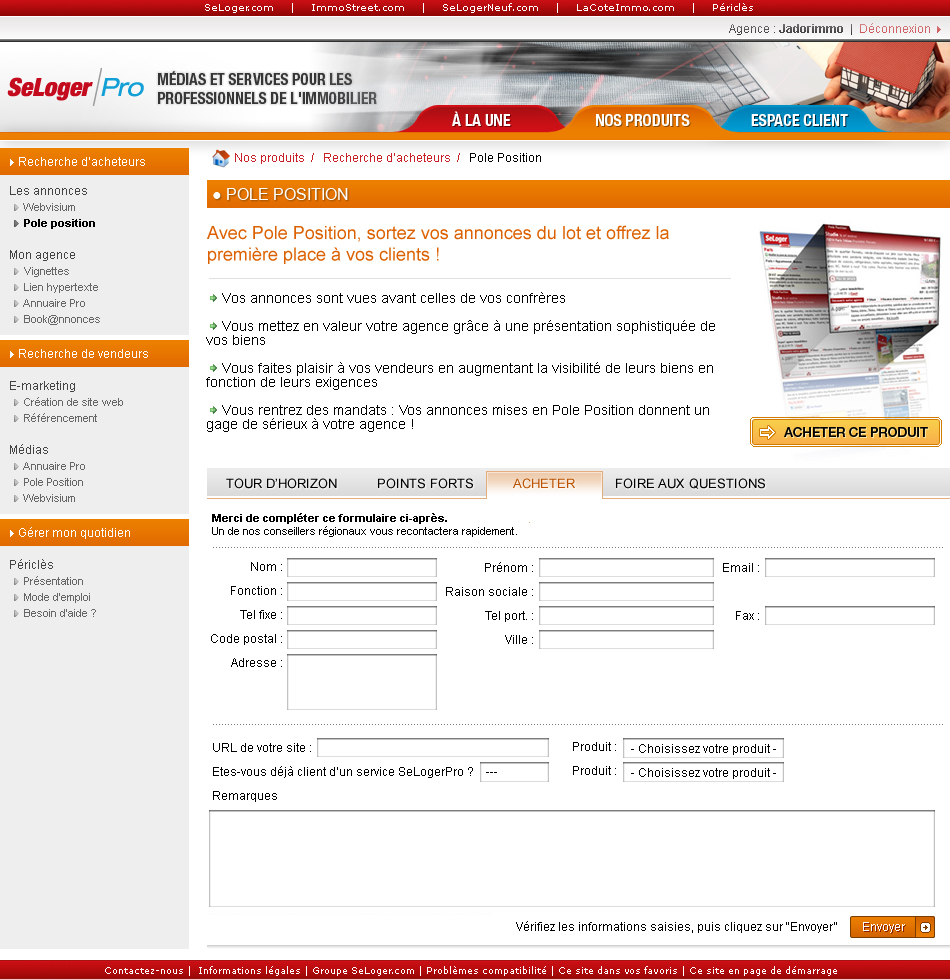 SeLoger.com | ImmoStreet.com | SeLogerNeuf.com | LaCoteImmo.com | Périclès
Agence : Jadorimmo | Déconnexion
SeLoger/Pro
MÉDIAS ET SERVICES POUR LES
PROFESSIONNELS DE L'IMMOBILIER
À LA UNE
NOS PRODUITS
ESPACE CLIENT
Recherche d'acheteurs
Les annonces
Webvisium
Pole position
Mon agence
Vignettes
Lien hypertexte
Annuaire Pro
Book@nnonces
Recherche de vendeurs
E-marketing
Création de site web
Référencement
Médias
Annuaire Pro
Pole Position
Webvisium
Gérer mon quotidien
Périclès
Présentation
Mode d'emploi
Besoin d'aide ?
Nos produits / Recherche d'acheteurs / Pole Position
• POLE POSITION
Avec Pole Position, sortez vos annonces du lot et offrez la
première place à vos clients !
Vos annonces sont vues avant celles de vos confrères
Vous mettez en valeur votre agence grâce à une présentation sophistiquée de
vos biens
Vous faites plaisir à vos vendeurs en augmentant la visibilité de leurs biens en
fonction de leurs exigences
Vous rentrez des mandats : Vos annonces mises en Pole Position donnent un
gage de sérieux à votre agence !
SeLoger
ACHETER CE PRODUIT
TOUR D'HORIZON
POINTS FORTS
ACHETER
FOIRE AUX QUESTIONS
Merci de compléter ce formulaire ci-après.
Un de nos conseillers régionaux vous recontactera rapidement.
Nom : Prénom : Email :
Fonction : Raison sociale :
Tel fixe : Tel port. : Fax :
Code postal : Ville :
Adresse :
URL de votre site : Produit : - Choisissez votre produit -
Etes-vous déjà client d'un service SeLogerPro ? --- Produit : - Choisissez votre produit -
Remarques
Vérifiez les informations saisies, puis cliquez sur "Envoyer" Envoyer
Contactez-nous | Informations légales | Groupe SeLoger.com | Problèmes compatibilité | Ce site dans vos favoris | Ce site en page de démarrage